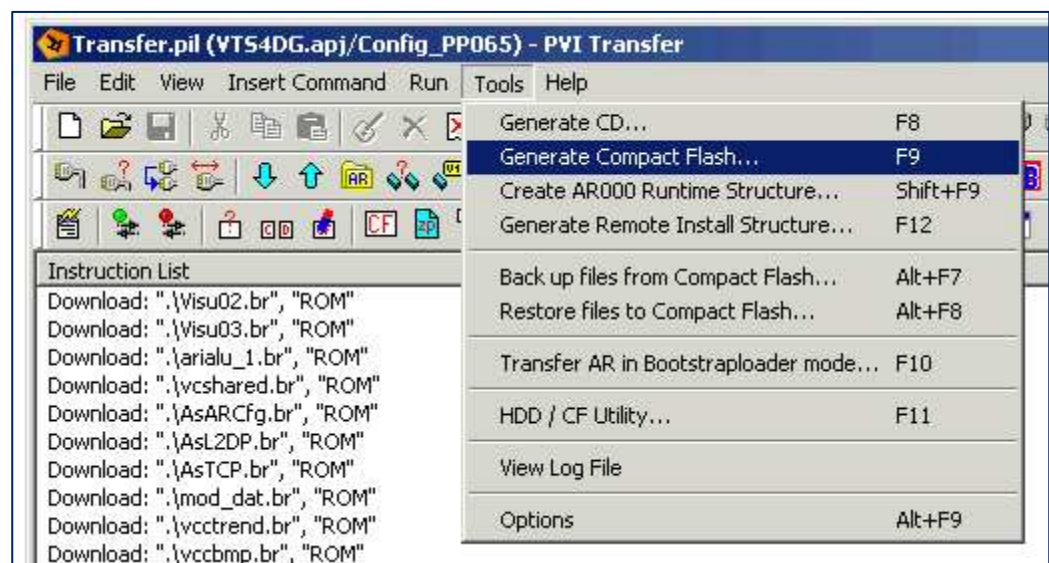 Transfer.pil (VTS4DG.apj/Config_PP065) - PVI Transfer
File Edit View Insert Command Run Tools Help
Generate CD... F8
Generate Compact Flash... F9
Create AR000 Runtime Structure... Shift+F9
Generate Remote Install Structure... F12
Back up files from Compact Flash... Alt+F7
Restore files to Compact Flash... Alt+F8
Transfer AR in Bootstraploader mode... F10
HDD / CF Utility... F11
View Log File
Options Alt+F9
AR
CD CF
Instruction List
Download: ".\Visu02.br", "ROM"
Download: ".\Visu03.br", "ROM"
Download: ".\arialu_1.br", "ROM"
Download: ".\vcshared.br", "ROM"
Download: ".\AsARCfg.br", "ROM"
Download: ".\AsL2DP.br", "ROM"
Download: ".\AsTCP.br", "ROM"
Download: ".\mod_dat.br", "ROM"
Download: ".\vcctrend.br", "ROM"
Download: ".\vccbmp.br", "ROM"